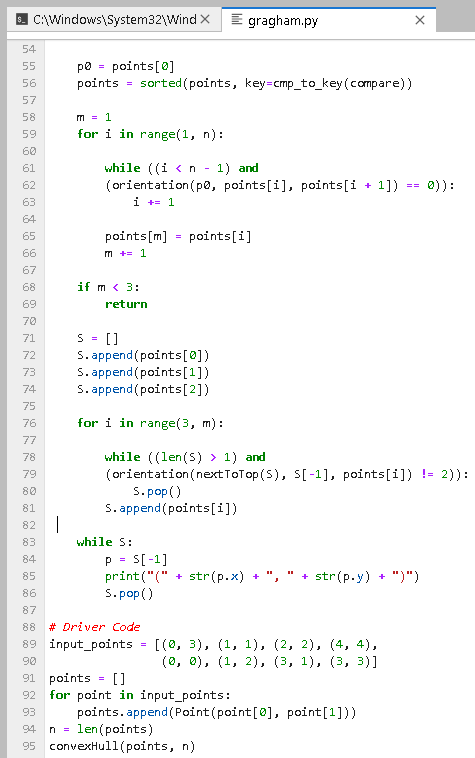 C:\Windows\System32\Wind
gragham.py
54
55 p0 = points[0]
56 points = sorted(points, key=cmp_to_key(compare))
57
58 m = 1
59 for i in range(1, n):
60
61 while ((i < n - 1) and
62 (orientation(p0, points[i], points[i + 1]) == 0)):
63 i += 1
64
65 points[m] = points[i]
66 m += 1
67
68 if m < 3:
69 return
70
71 S = []
72 S.append(points[0])
73 S.append(points[1])
74 S.append(points[2])
75
76 for i in range(3, m):
77
78 while ((len(S) > 1) and
79 (orientation(nextToTop(S), S[-1], points[i]) != 2)):
80 S.pop()
81 S.append(points[i])
82
83 while S:
84 p = S[-1]
85 print("(" + str(p.x) + ", " + str(p.y) + ")")
86 S.pop()
87
88 # Driver Code
89 input_points = [(0, 3), (1, 1), (2, 2), (4, 4),
90 (0, 0), (1, 2), (3, 1), (3, 3)]
91 points = []
92 for point in input_points:
93 points.append(Point(point[0], point[1]))
94 n = len(points)
95 convexHull(points, n)